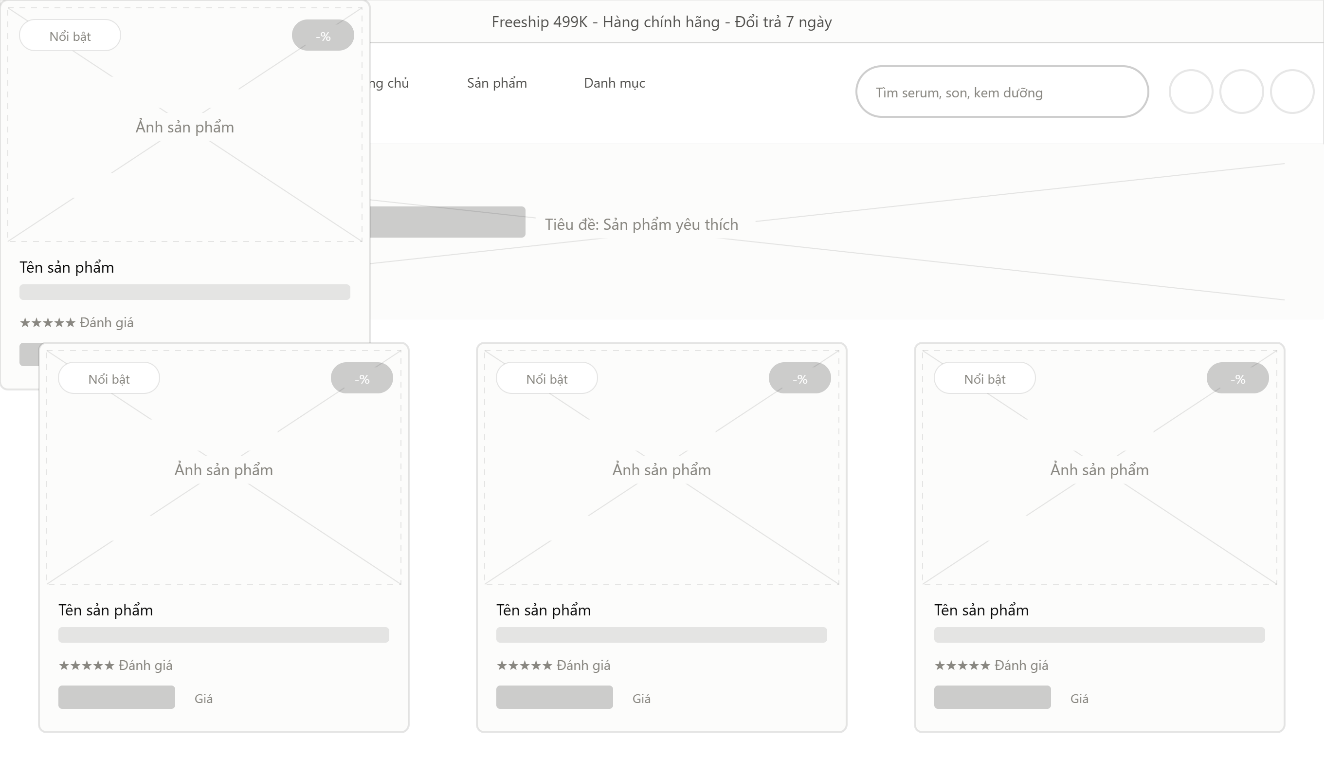 Freeship 499K - Hàng chính hãng - Đổi trả 7 ngày
Nổi bật
-%
Sản phẩm
Danh mục
Tìm serum, son, kem dưỡng
Ảnh sản phẩm
Tiêu đề: Sản phẩm yêu thích
Tên sản phẩm
★★★★★ Đánh giá
Nổi bật
-%
Ảnh sản phẩm
Tên sản phẩm
★★★★★ Đánh giá
Giá
Nổi bật
-%
Ảnh sản phẩm
Tên sản phẩm
★★★★★ Đánh giá
Giá
Nổi bật
-%
Ảnh sản phẩm
Tên sản phẩm
★★★★★ Đánh giá
Giá